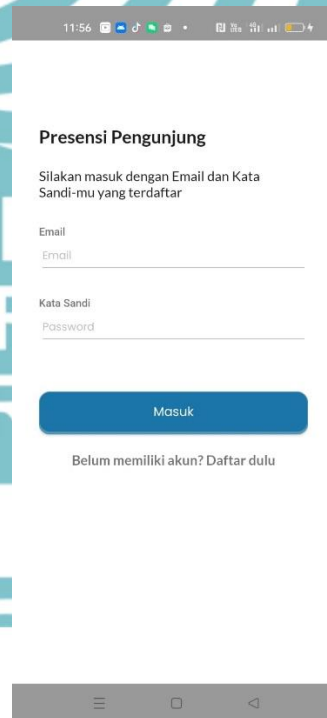 11:56
Presensi Pengunjung
Silakan masuk dengan Email dan Kata
Sandi-mu yang terdaftar
Email
Email
Kata Sandi
Password
Masuk
Belum memiliki akun? Daftar dulu